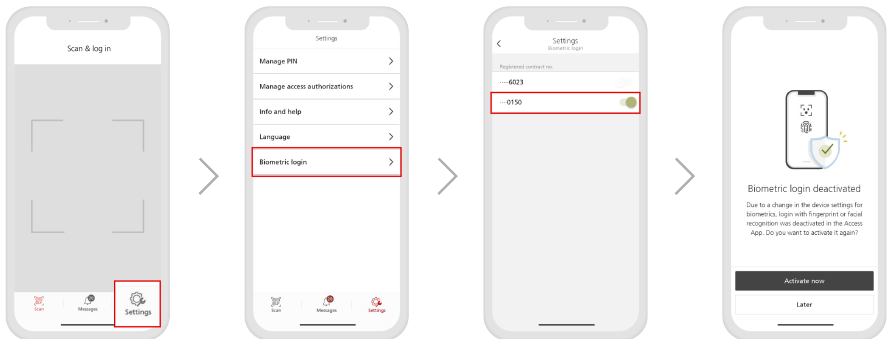 Scan & log in
Scan
Messages
Settings
Settings
Manage PIN
Manage access authorizations
Info and help
Language
Biometric login
Scan
Messages
Settings
Settings
Biometric login
Registered contract no.
····6023
····0150
Biometric login deactivated
Due to a change in the device settings for
biometrics, login with fingerprint or facial
recognition was deactivated in the Access
App. Do you want to activate it again?
Activate now
Later